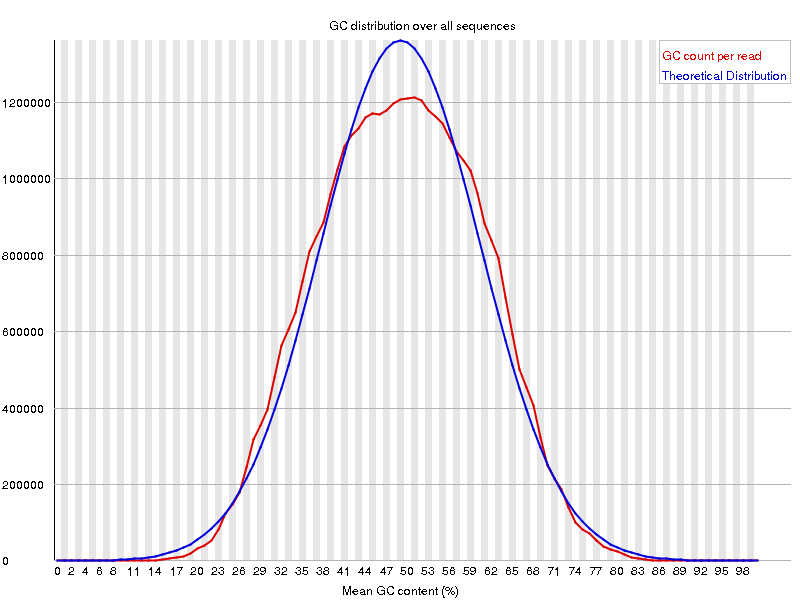 GC distribution over all sequences
GC count per read
Theoretical Distribution
1200000
1000000
800000
600000
400000
200000
0
0 2 4 6 8 11 14 17 20 23 26 29 32 35 38 41 44 47 50 53 56 59 62 65 68 71 74 77 80 83 86 89 92 95 98
Mean GC content (%)